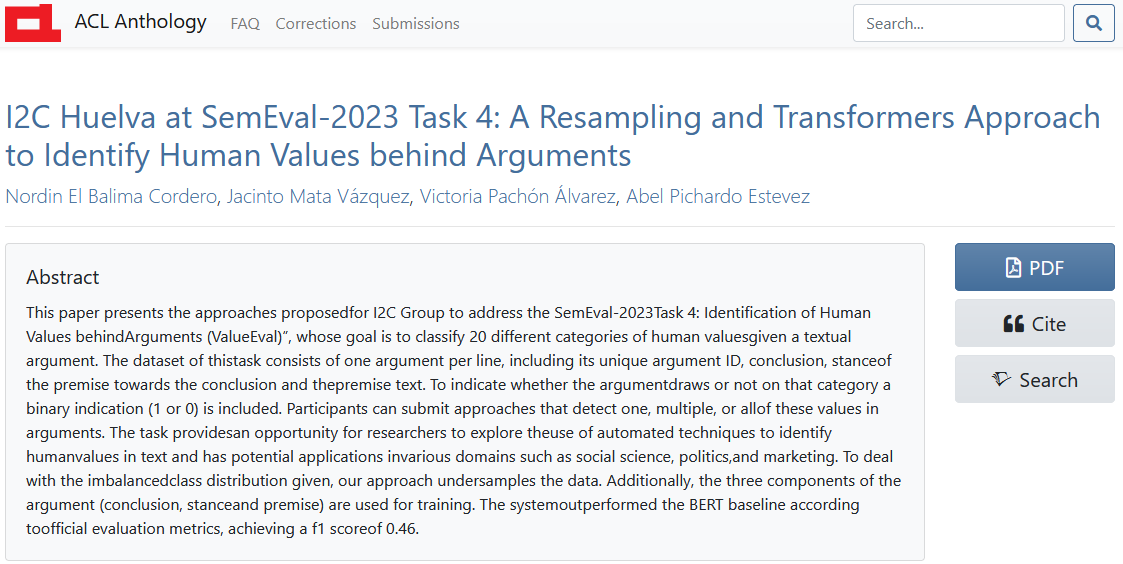 ACL Anthology FAQ Corrections Submissions Search...
I2C Huelva at SemEval-2023 Task 4: A Resampling and Transformers Approach
to Identify Human Values behind Arguments
Nordin El Balima Cordero, Jacinto Mata Vázquez, Victoria Pachón Álvarez, Abel Pichardo Estevez
Abstract
This paper presents the approaches proposedfor I2C Group to address the SemEval-2023Task 4: Identification of Human
Values behindArguments (ValueEval)“, whose goal is to classify 20 different categories of human valuesgiven a textual
argument. The dataset of thistask consists of one argument per line, including its unique argument ID, conclusion, stanceof
the premise towards the conclusion and thepremise text. To indicate whether the argumentdraws or not on that category a
binary indication (1 or 0) is included. Participants can submit approaches that detect one, multiple, or allof these values in
arguments. The task providesan opportunity for researchers to explore theuse of automated techniques to identify
humanvalues in text and has potential applications invarious domains such as social science, politics,and marketing. To deal
with the imbalancedclass distribution given, our approach undersamples the data. Additionally, the three components of the
argument (conclusion, stanceand premise) are used for training. The systemoutperformed the BERT baseline according
toofficial evaluation metrics, achieving a f1 scoreof 0.46.
PDF
Cite
Search